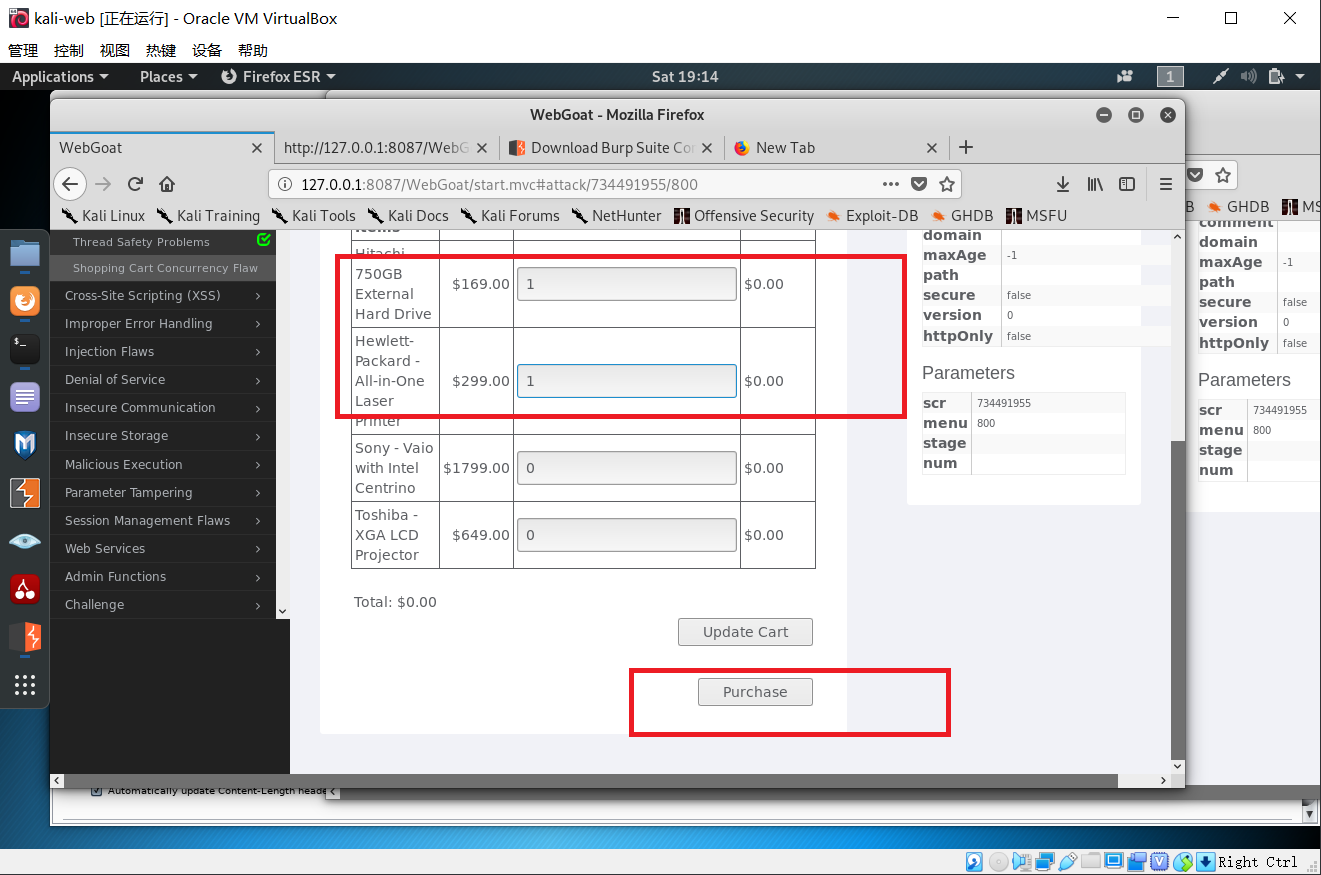 kali-web [正在运行] - Oracle VM VirtualBox
管理 控制 视图 热键 设备 帮助
Applications Places Firefox ESR Sat 19:14 1
WebGoat - Mozilla Firefox
WebGoat http://127.0.0.1:8087/WebG Download Burp Suite Cor New Tab
127.0.0.1:8087/WebGoat/start.mvc#attack/734491955/800
Kali Linux Kali Training Kali Tools Kali Docs Kali Forums NetHunter Offensive Security Exploit-DB GHDB MSFU
B GHDB MS
Thread Safety Problems
Shopping Cart Concurrency Flaw
Cross-Site Scripting (XSS)
Improper Error Handling
Injection Flaws
Denial of Service
Insecure Communication
Insecure Storage
Malicious Execution
Parameter Tampering
Session Management Flaws
Web Services
Admin Functions
Challenge
Items
Hitachi
750GB
External
Hard Drive
$169.00 1 $0.00
Hewlett-
Packard -
All-in-One
Laser
Printer
$299.00 1 $0.00
Sony - Vaio
with Intel
Centrino
$1799.00 0 $0.00
Toshiba -
XGA LCD
Projector
$649.00 0 $0.00
Total: $0.00
Update Cart
Purchase
domain
maxAge -1
path
secure false
version 0
httpOnly false
Parameters
scr 734491955
menu 800
stage
num
comment
domain
maxAge -1
path
secure false
version 0
httpOnly false
Parameters
scr 734491955
menu 800
stage
num
Automatically update Content-Length heade
Right Ctrl